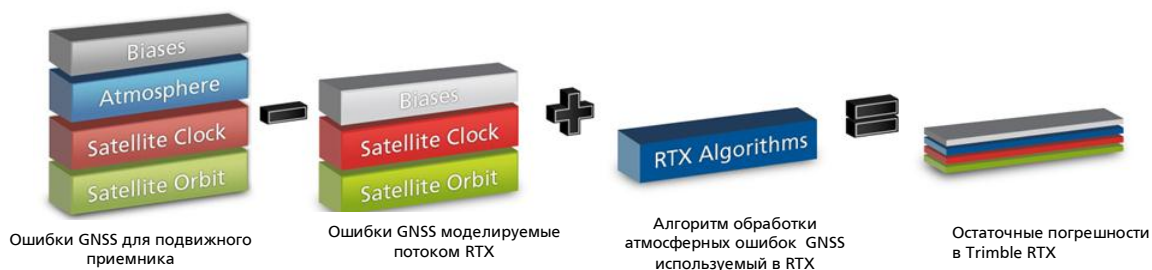 Biases
Atmosphere
Satellite Clock
Satellite Orbit
Biases
Satellite Clock
Satellite Orbit
RTX Algorithms
Ошибки GNSS для подвижного
приемника
Ошибки GNSS моделируемые
потоком RTX
Алгоритм обработки
атмосферных ошибок GNSS
используемый в RTX
Остаточные погрешности
в Trimble RTX